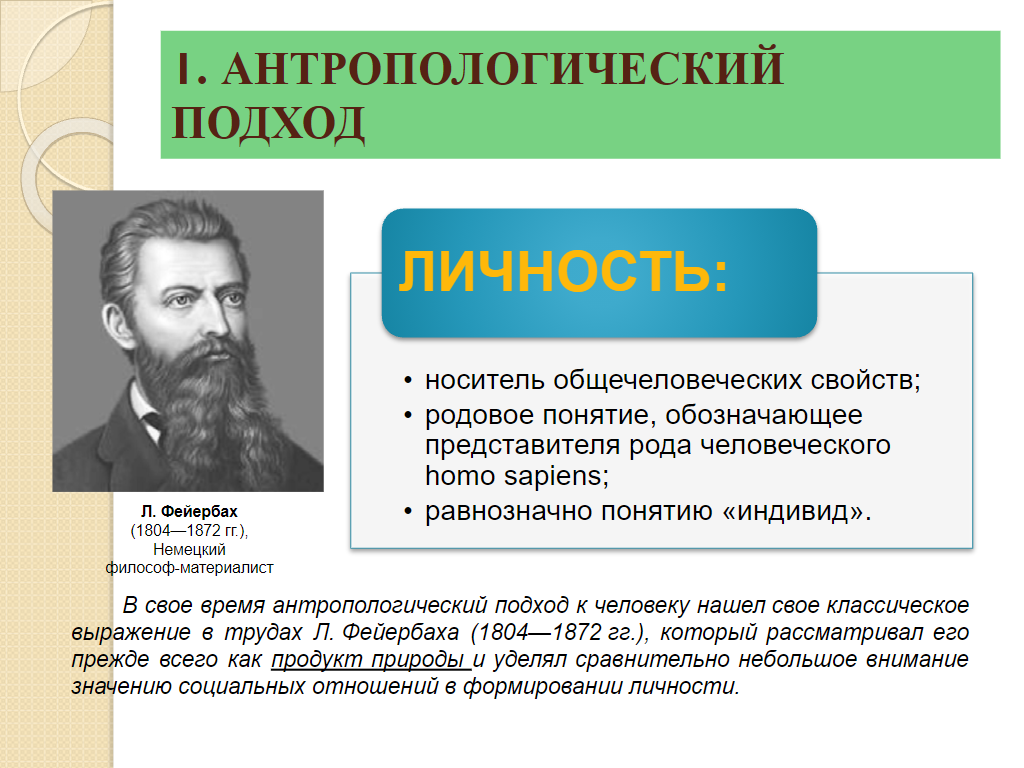 1. АНТРОПОЛОГИЧЕСКИЙ
ПОДХОД
ЛИЧНОСТЬ:
• носитель общечеловеческих свойств;
• родовое понятие, обозначающее
представителя рода человеческого
homo sapiens;
• равнозначно понятию «индивид».
Л. Фейербах
(1804—1872 гг.),
Немецкий
философ-материалист
В свое время антропологический подход к человеку нашел свое классическое
выражение в трудах Л. Фейербаха (1804—1872 гг.), который рассматривал его
прежде всего как продукт природы и уделял сравнительно небольшое внимание
значению социальных отношений в формировании личности.